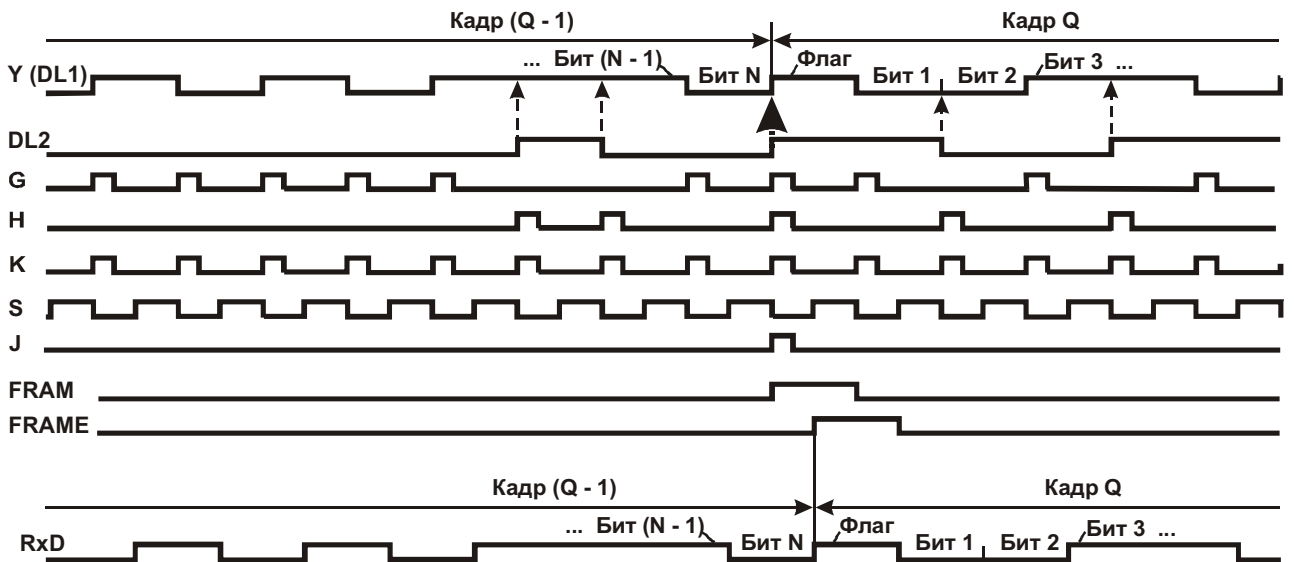 Кадр (Q - 1) Кадр Q
Y (DL1) ... Бит (N - 1) Бит N Флаг Бит 1 Бит 2 Бит 3 ...
DL2
G
H
K
S
J
FRAM
FRAME
Кадр (Q - 1) Кадр Q
RxD ... Бит (N - 1) Бит N Флаг Бит 1 Бит 2 Бит 3 ...